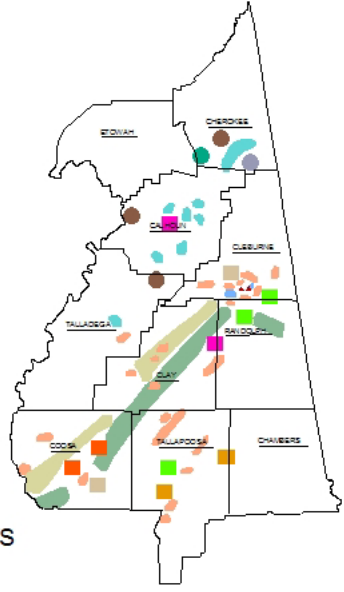 CHEROKEE
ETOWAH
CALHOUN
CLEBURNE
TALLADEGA
RANDOLPH
CLAY
COOSA
TALLAPOOSA
CHAMBERS
S